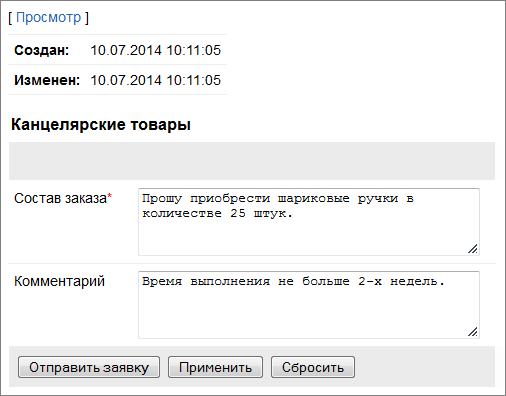 [ Просмотр ]
Создан: 10.07.2014 10:11:05
Изменен: 10.07.2014 10:11:05
Канцелярские товары
Состав заказа* Прошу приобрести шариковые ручки в
количестве 25 штук.
Комментарий Время выполнения не больше 2-х недель.
Отправить заявку Применить Сбросить